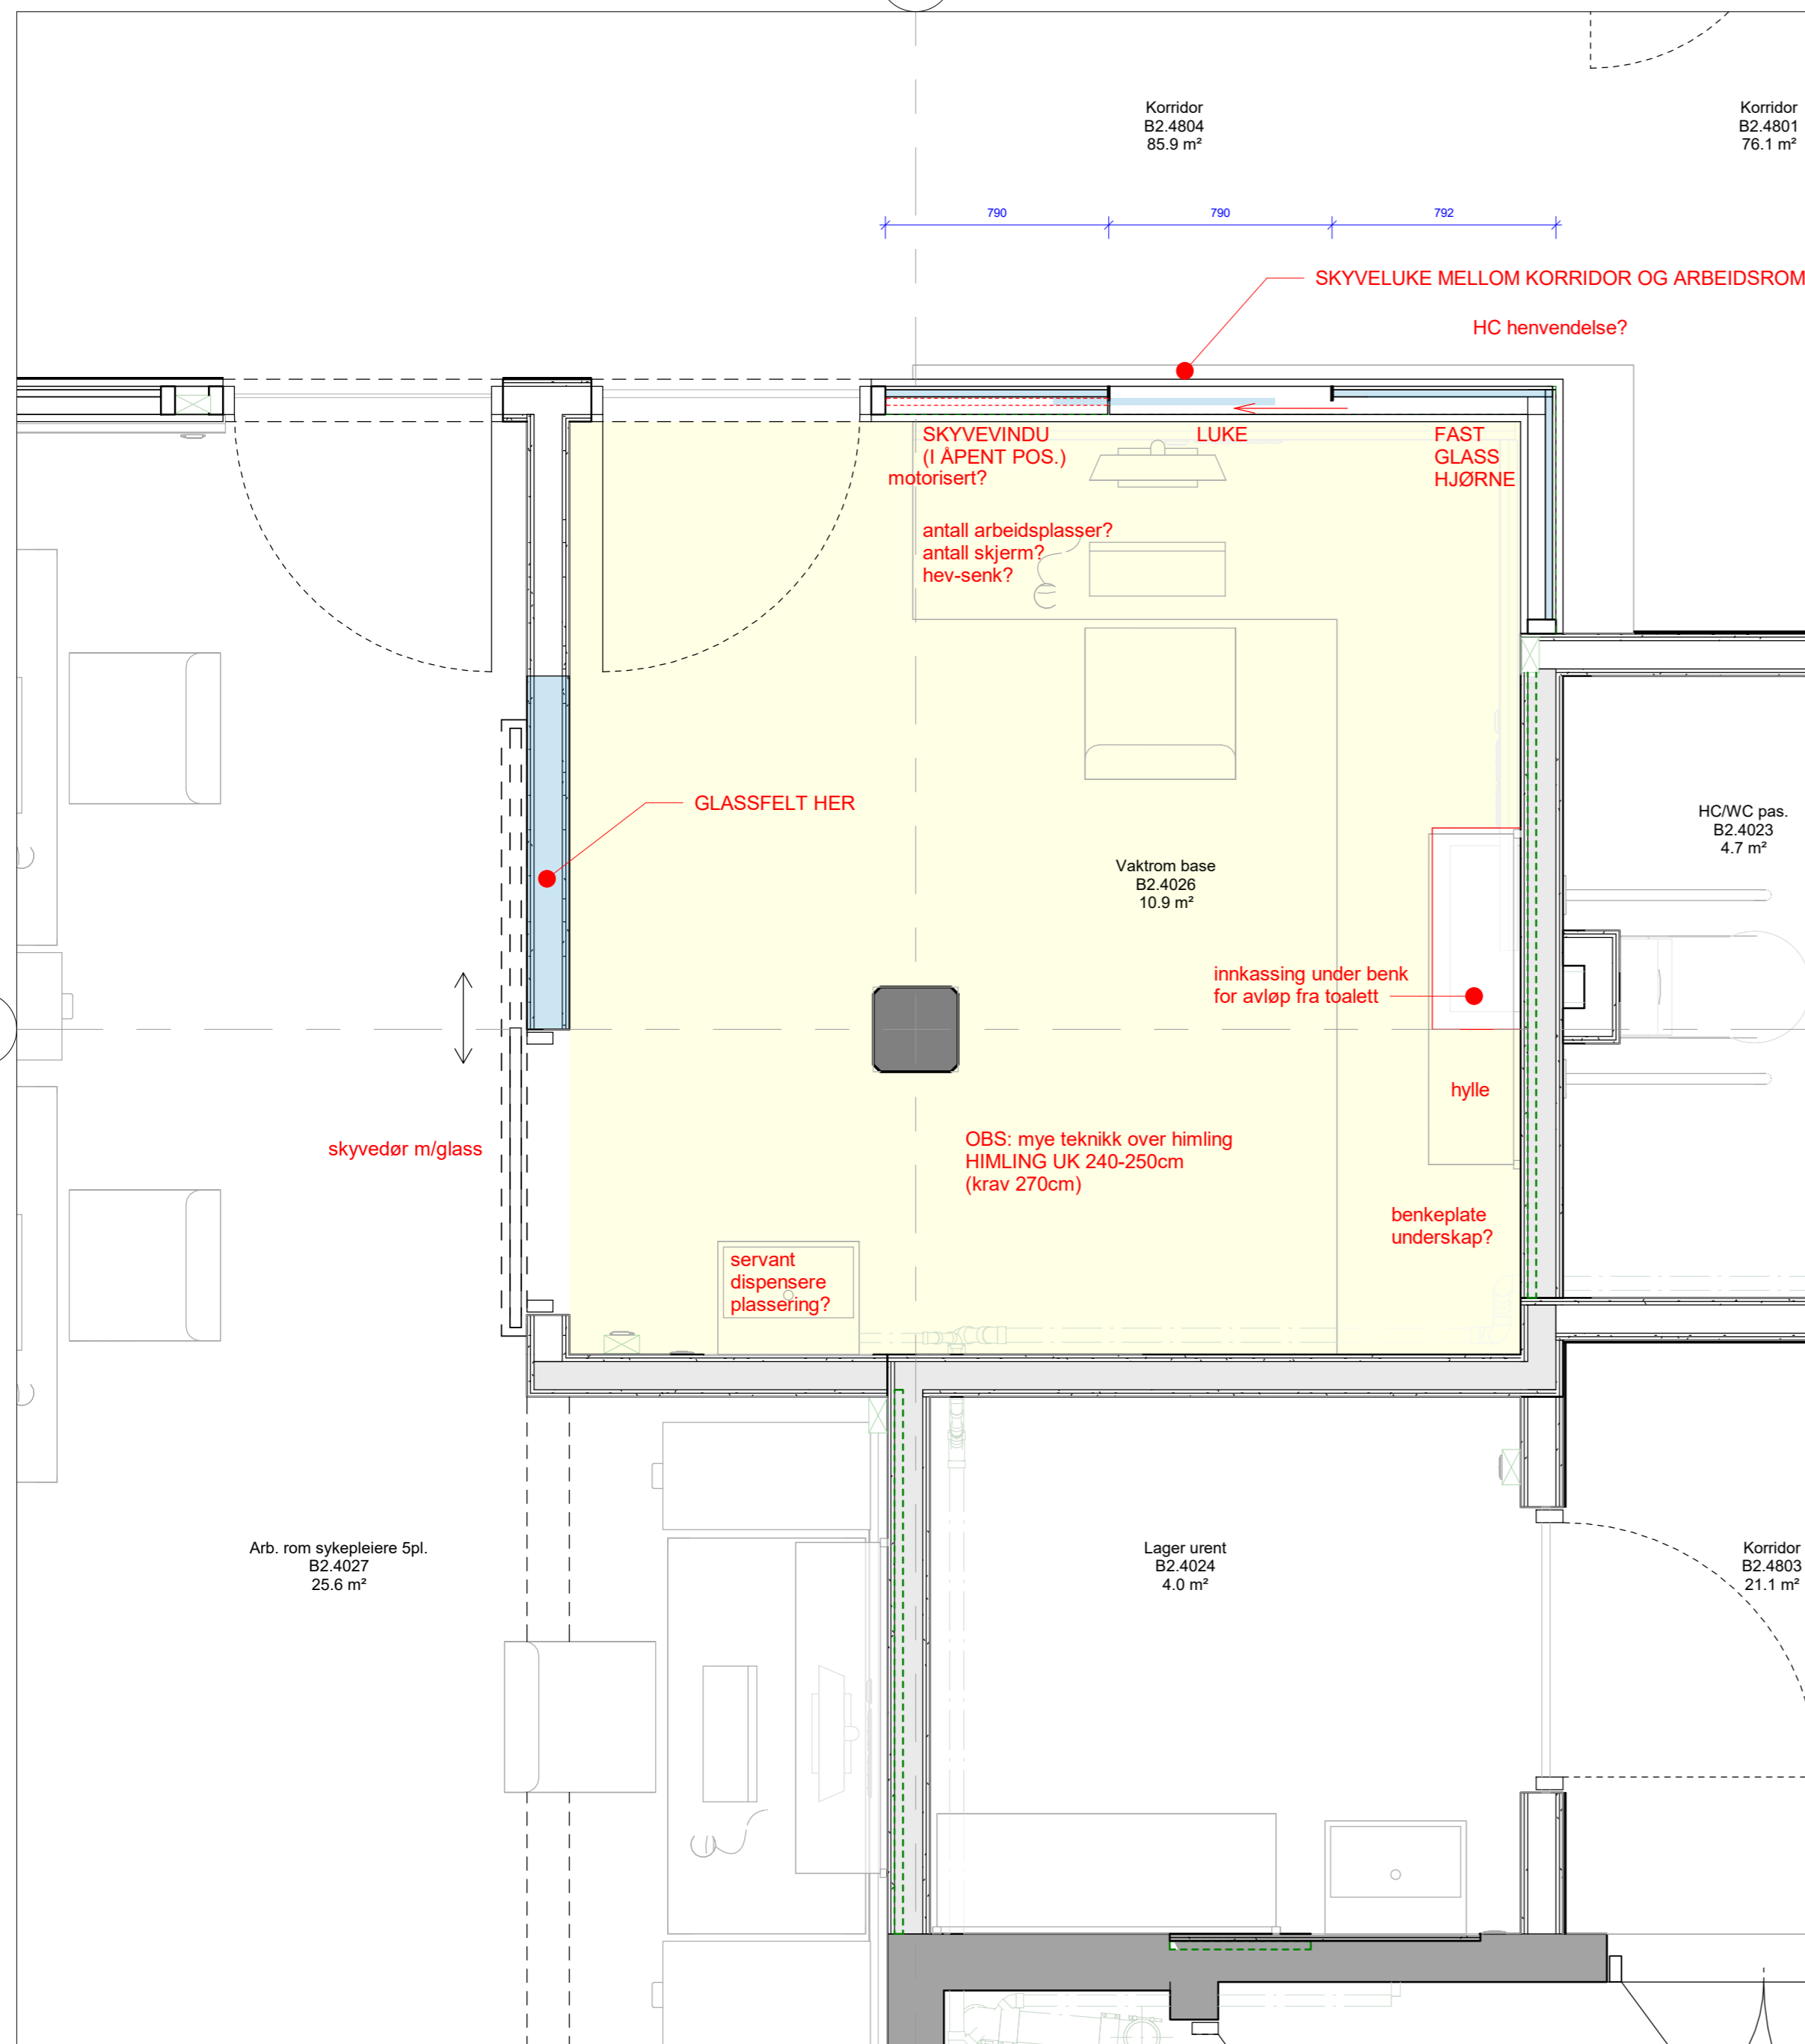 Korridor
B2.4804
85.9 m²
Korridor
B2.4801
76.1 m²
790
790
792
SKYVELUKE MELLOM KORRIDOR OG ARBEIDSROM
HC henvendelse?
SKYVEVINDU
(I ÅPENT POS.)
motorisert?
LUKE
FAST
GLASS
HJØRNE
antall arbeidsplasser?
antall skjerm?
hev-senk?
GLASSFELT HER
HC/WC pas.
B2.4023
4.7 m²
Vaktrom base
B2.4026
10.9 m²
innkassing under benk
for avløp fra toalett
hylle
skyvedør m/glass
OBS: mye teknikk over himling
HIMLING UK 240-250cm
(krav 270cm)
benkeplate
underskap?
servant
dispensere
plassering?
Arb. rom sykepleiere 5pl.
B2.4027
25.6 m²
Lager urent
B2.4024
4.0 m²
Korridor
B2.4803
21.1 m²